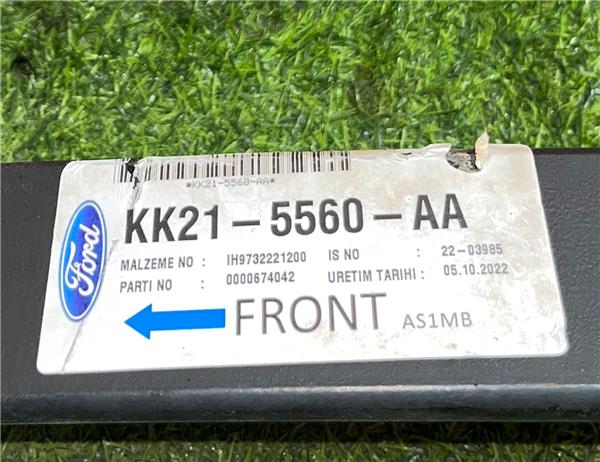 *KK21-5560-AA*
KK21-5560-AA
Ford
MALZEME NO : IH9732221200 IS NO : 22-03985
PARTI NO : 0000674042 URETIM TARIHI : 05.10.2022
FRONT AS1MB